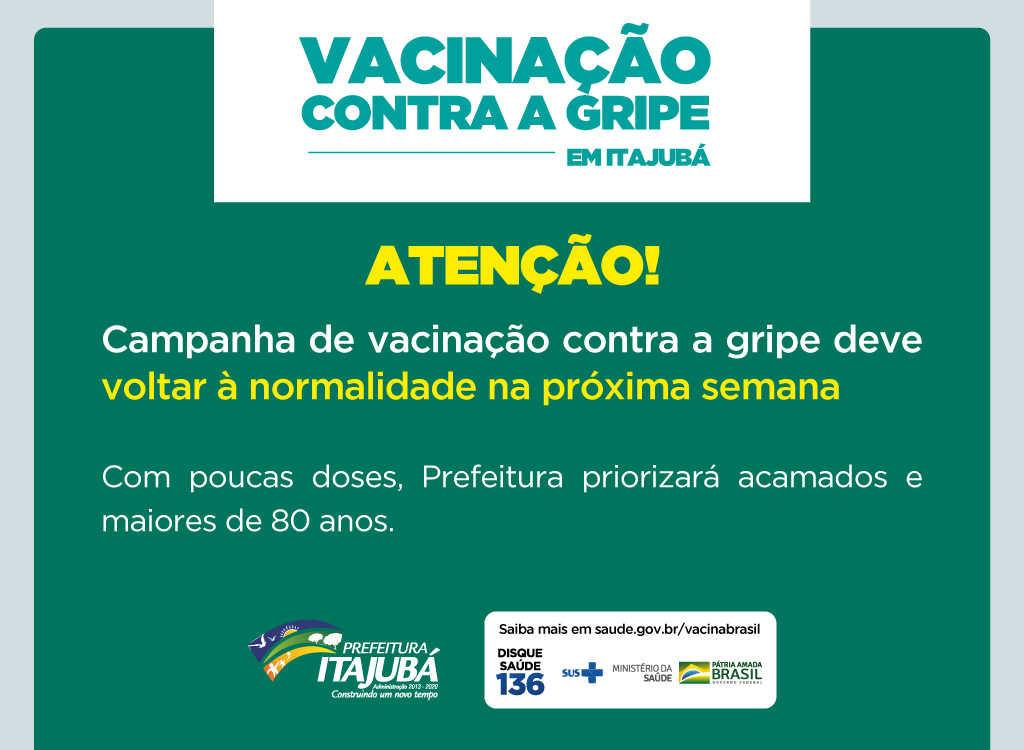 VACINAÇÃO
CONTRA A GRIPE
EM ITAJUBÁ
ATENÇÃO!
Campanha de vacinação contra a gripe deve
voltar à normalidade na próxima semana
Com poucas doses, Prefeitura priorizará acamados e
maiores de 80 anos.
PREFEITURA
ITAJUBÁ
Administração 2013 - 2020
Construindo um novo tempo
Saiba mais em saude.gov.br/vacinabrasil
DISQUE
SAÚDE
136
SUS
MINISTÉRIO DA
SAÚDE
PÁTRIA AMADA
BRASIL
GOVERNO FEDERAL